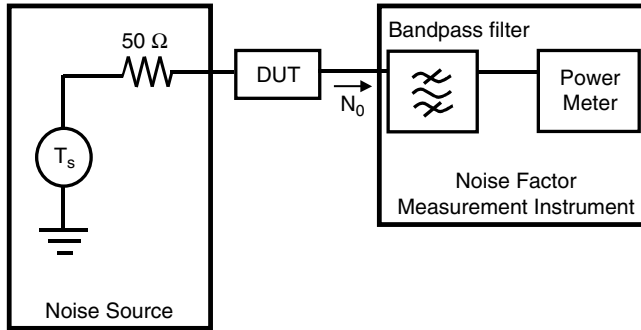 50 Ω
DUT
N₀
Bandpass filter
Power
Meter
Tₛ
Noise Factor
Measurement Instrument
Noise Source